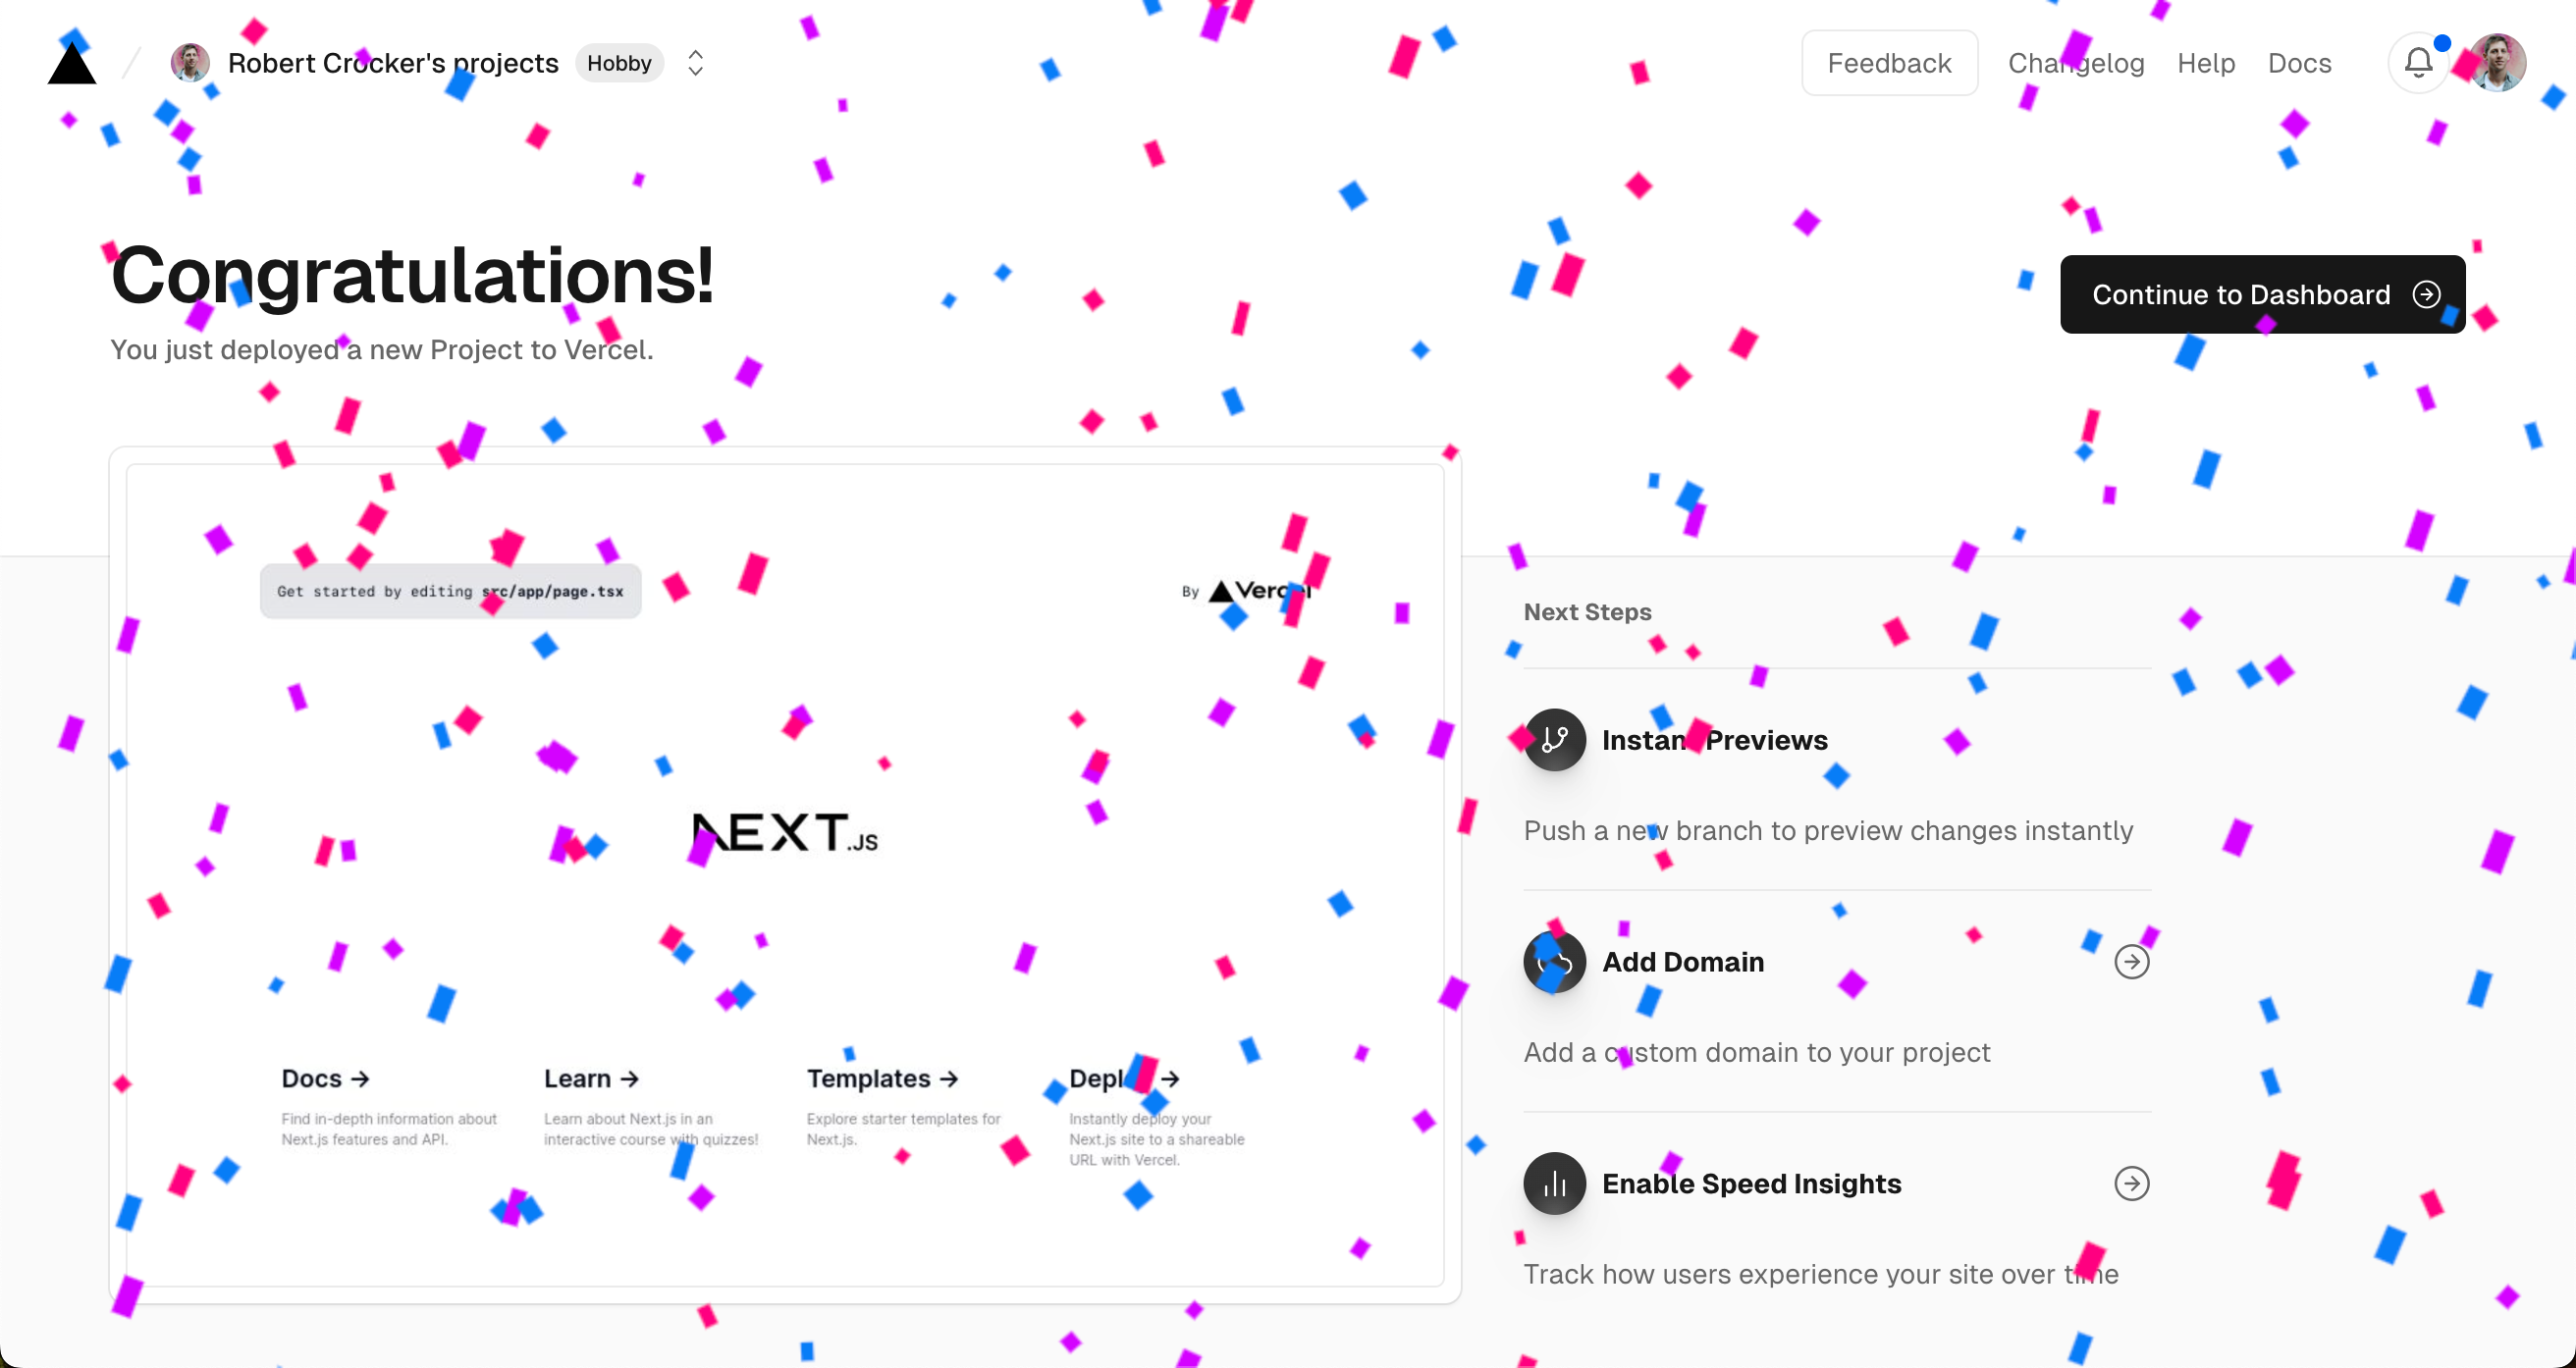 Robert Crocker's projects Hobby
Feedback Changelog Help Docs
Congratulations!
You just deployed a new Project to Vercel.
Continue to Dashboard
Get started by editing src/app/page.tsx
By Vercel
NEXT.JS
Docs →
Find in-depth information about
Next.js features and API.
Learn →
Learn about Next.js in an
interactive course with quizzes!
Templates →
Explore starter templates for
Next.js.
Deploy →
Instantly deploy your
Next.js site to a shareable
URL with Vercel.
Next Steps
Instant Previews
Push a new branch to preview changes instantly
Add Domain
Add a custom domain to your project
Enable Speed Insights
Track how users experience your site over time